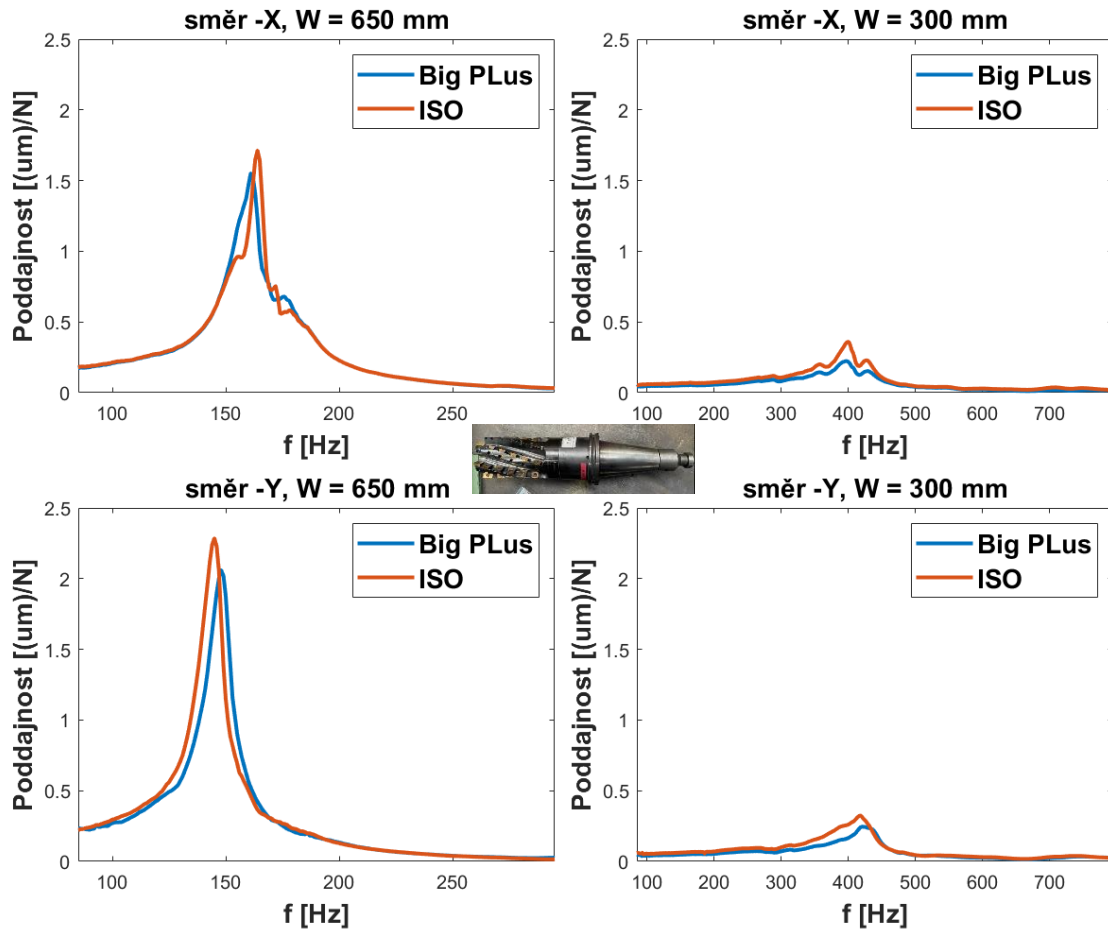 směr -X, W = 650 mm
2.5
2
1.5
1
0.5
0
Poddajnost [(um)/N]
Big PLus
ISO
100 150 200 250
f [Hz]
směr -X, W = 300 mm
2.5
2
1.5
1
0.5
0
Poddajnost [(um)/N]
Big PLus
ISO
100 200 300 400 500 600 700
f [Hz]
směr -Y, W = 650 mm
2.5
2
1.5
1
0.5
0
Poddajnost [(um)/N]
Big PLus
ISO
100 150 200 250
f [Hz]
směr -Y, W = 300 mm
2.5
2
1.5
1
0.5
0
Poddajnost [(um)/N]
Big PLus
ISO
100 200 300 400 500 600 700
f [Hz]